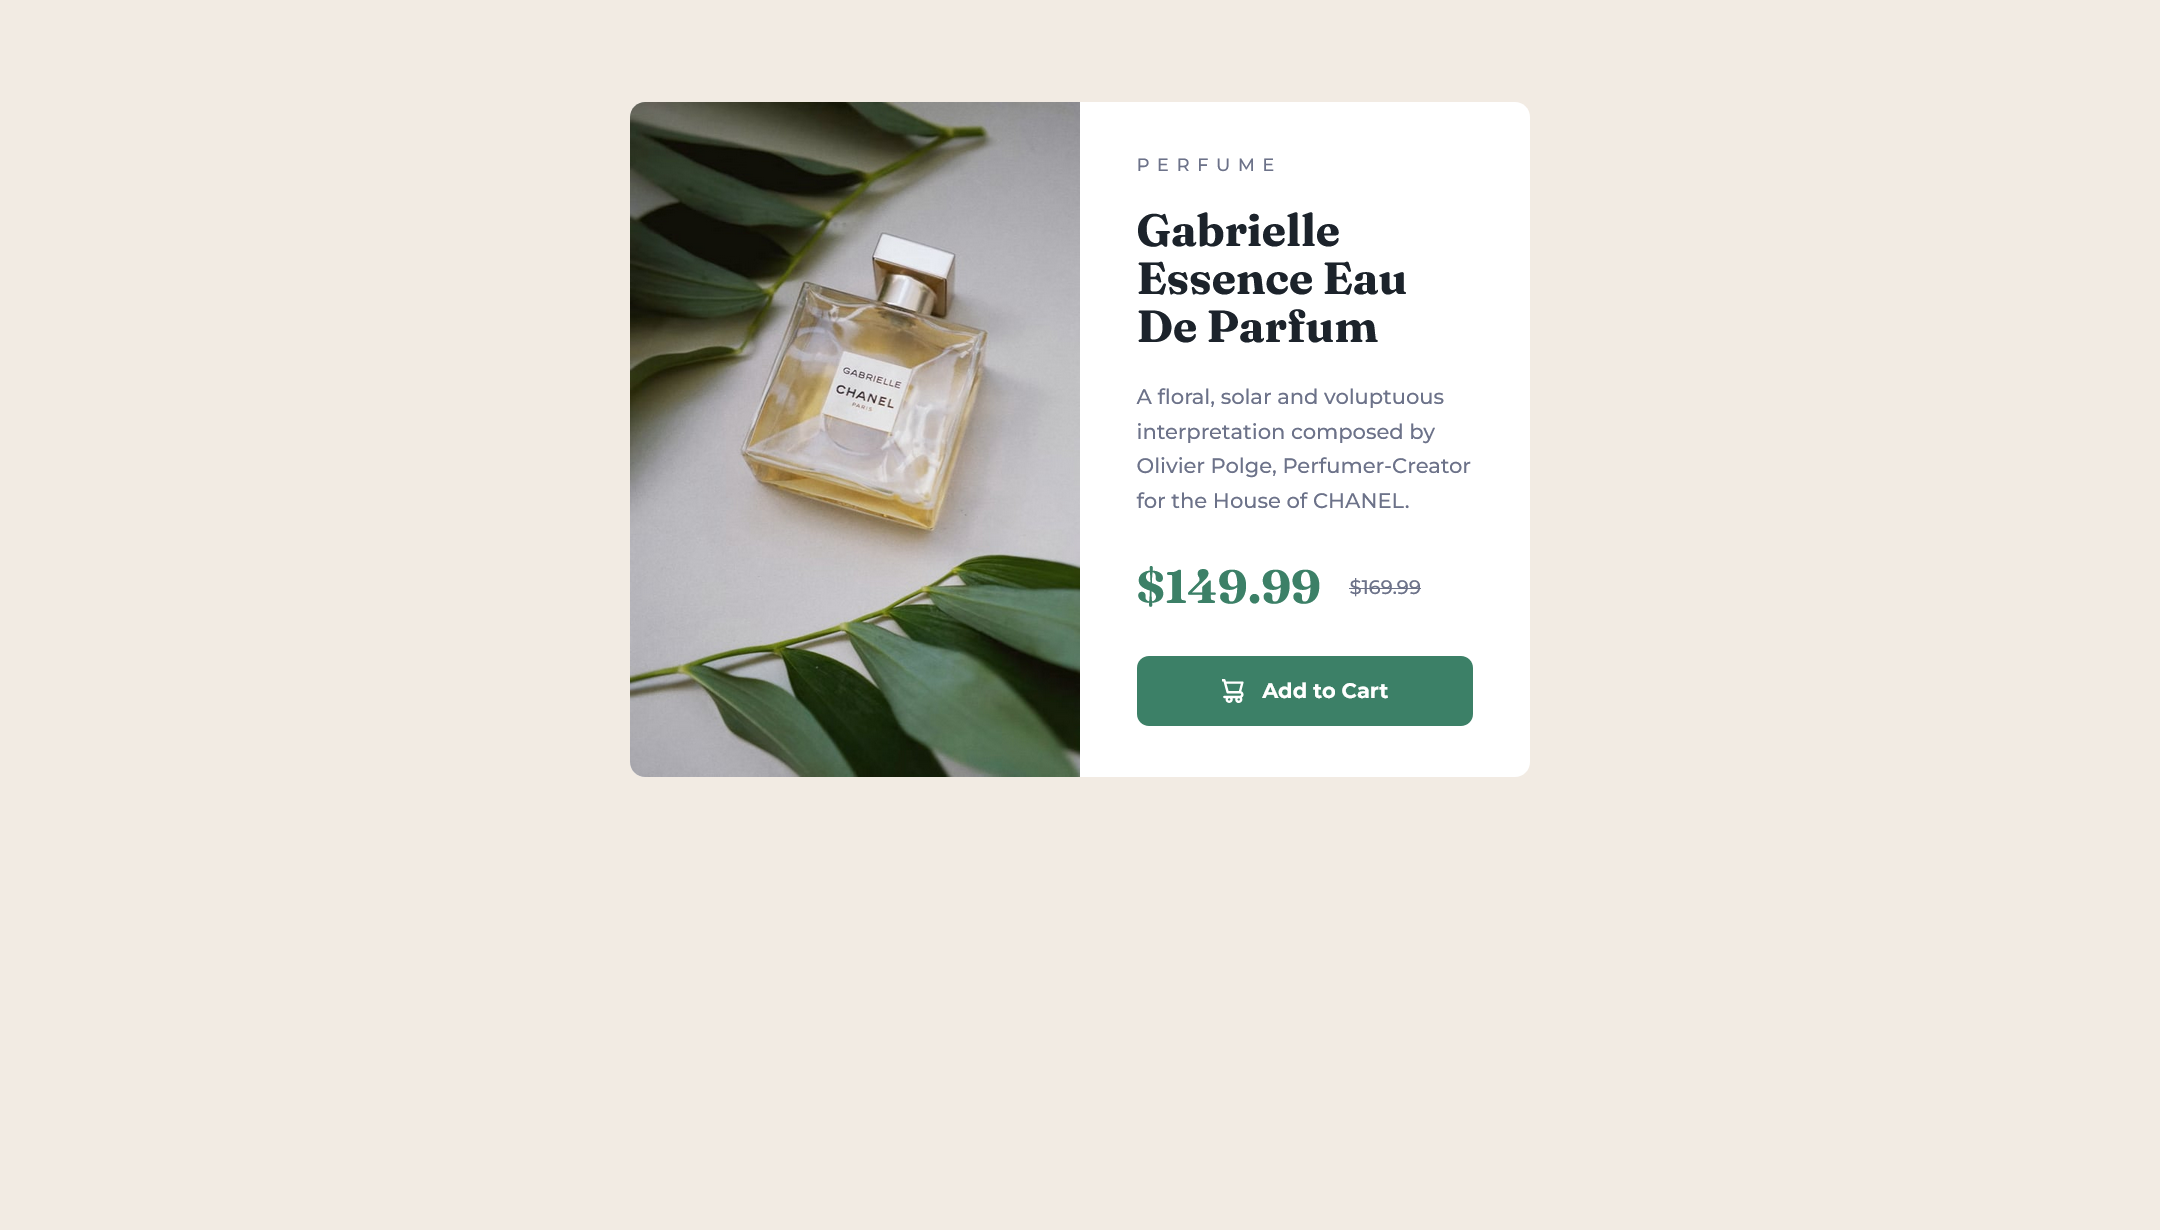 GABRIELLE
CHANEL
PARIS
PERFUME
Gabrielle
Essence Eau
De Parfum
A floral, solar and voluptuous
interpretation composed by
Olivier Polge, Perfumer-Creator
for the House of CHANEL.
$149.99 $169.99
Add to Cart